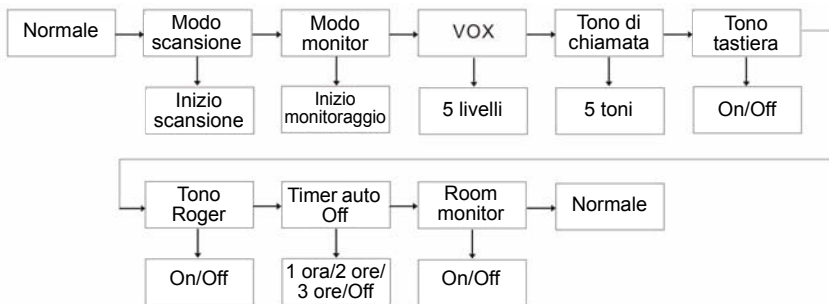 Normale
Modo
scansione
Modo
monitor
VOX
Tono di
chiamata
Tono
tastiera
Inizio
scansione
Inizio
monitoraggio
5 livelli
5 toni
On/Off
Tono
Roger
Timer auto
Off
Room
monitor
Normale
On/Off
1 ora/2 ore/
3 ore/Off
On/Off